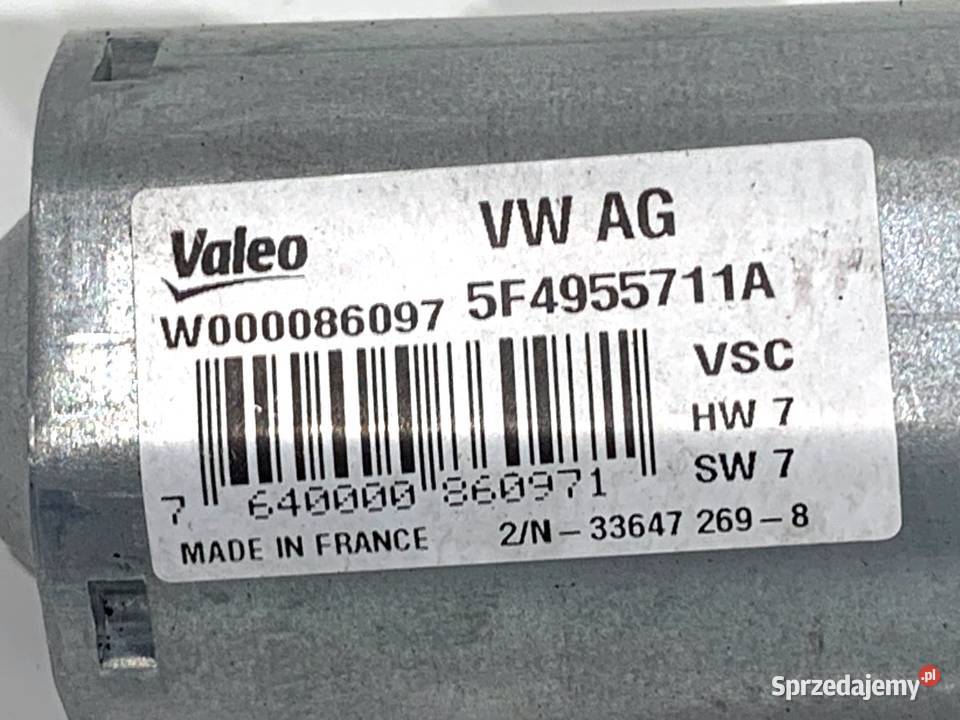 Valeo VW AG
W000086097 5F4955711A
VSC
HW 7
SW 7
7 640000 860971
MADE IN FRANCE 2/N-33647 269-8
Sprzedajemy.pl